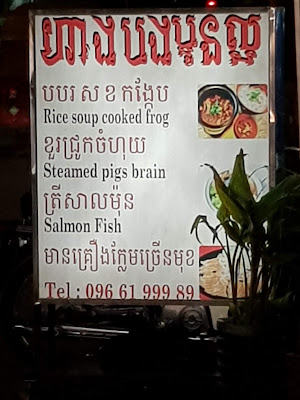 ហាងបងប្អូនល្អ
បបរ ស ខ កង្កែប
Rice soup cooked frog
ខួរជ្រូកចំហុយ
Steamed pigs brain
ត្រីសាលម៉ុន
Salmon Fish
មានគ្រឿងក្លែមច្រើនមុខ
Tel : 096 61 999 89